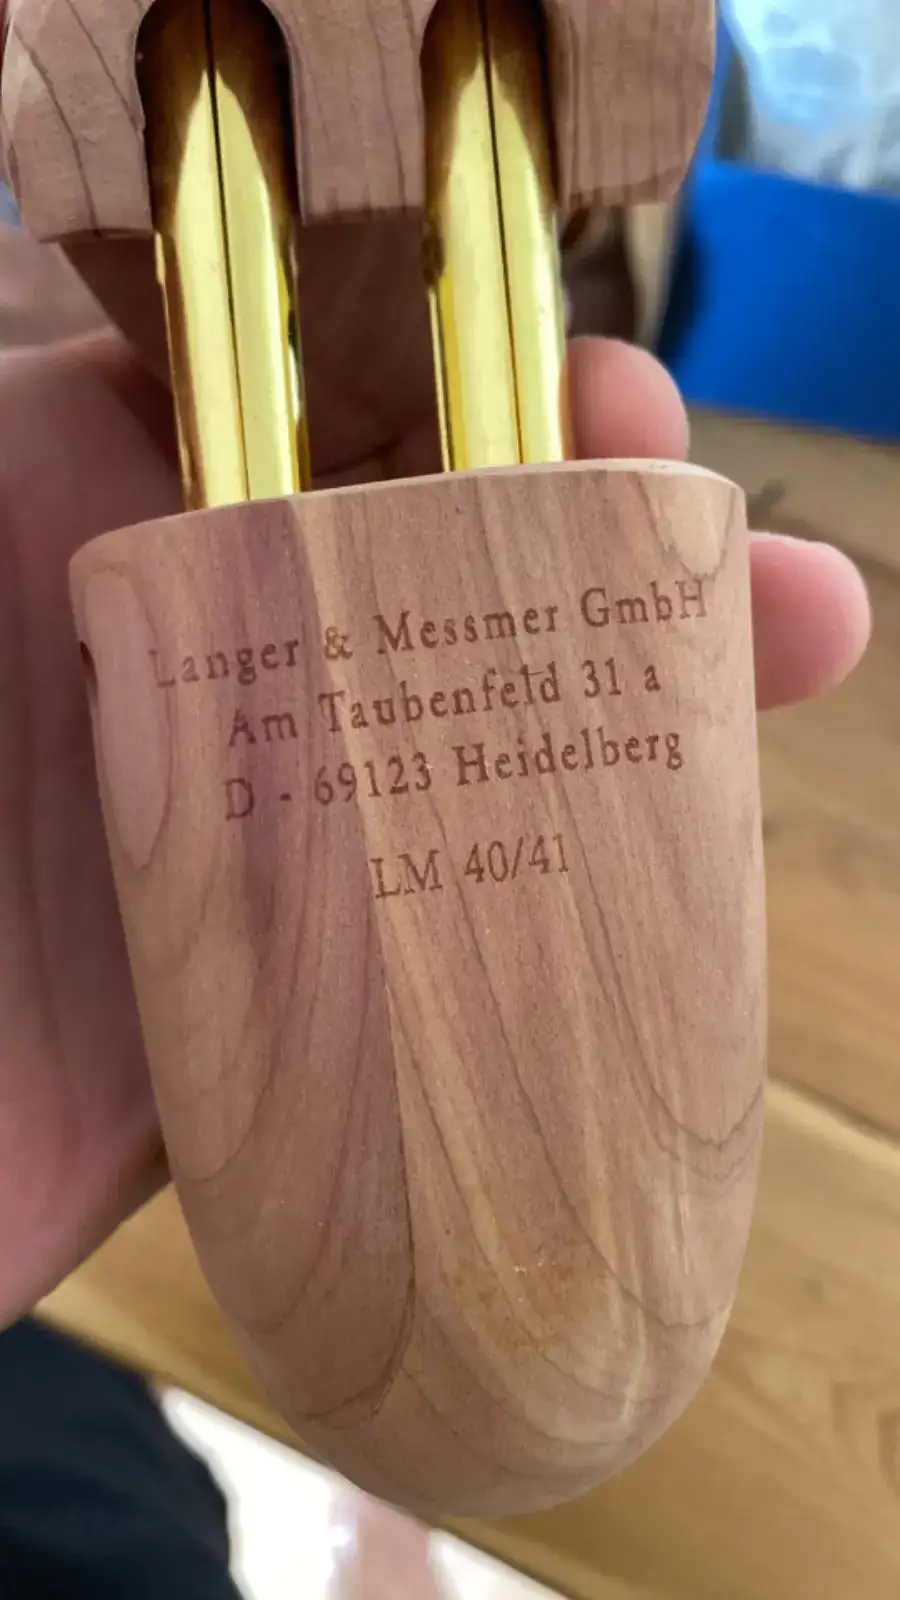 Langer & Messmer GmbH
Am Taubenfeld 31 a
D - 69123 Heidelberg
LM 40/41